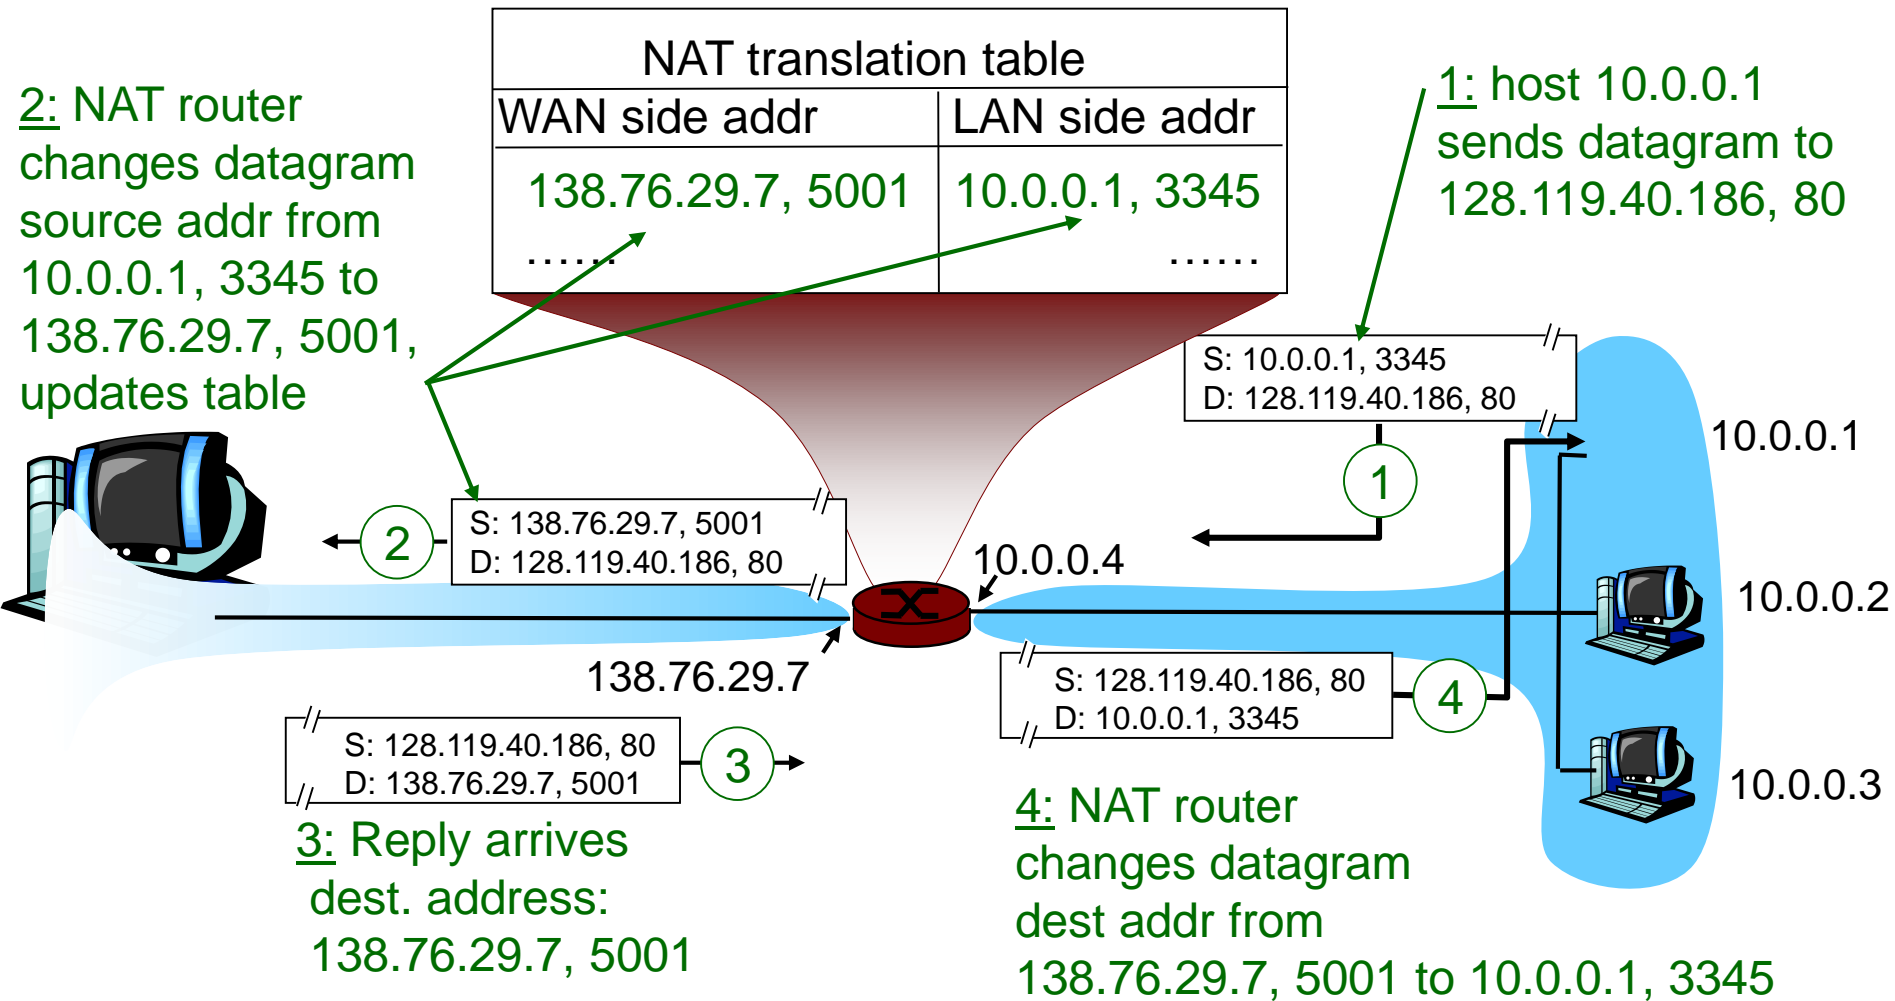 NAT translation table
WAN side addr
LAN side addr
138.76.29.7, 5001
10.0.0.1, 3345
……
……
2: NAT router
changes datagram
source addr from
10.0.0.1, 3345 to
138.76.29.7, 5001,
updates table
1: host 10.0.0.1
sends datagram to
128.119.40.186, 80
S: 10.0.0.1, 3345
D: 128.119.40.186, 80
1
10.0.0.1
S: 138.76.29.7, 5001
D: 128.119.40.186, 80
2
10.0.0.4
10.0.0.2
138.76.29.7
S: 128.119.40.186, 80
D: 10.0.0.1, 3345
4
S: 128.119.40.186, 80
D: 138.76.29.7, 5001
3
10.0.0.3
3: Reply arrives
dest. address:
138.76.29.7, 5001
4: NAT router
changes datagram
dest addr from
138.76.29.7, 5001 to 10.0.0.1, 3345